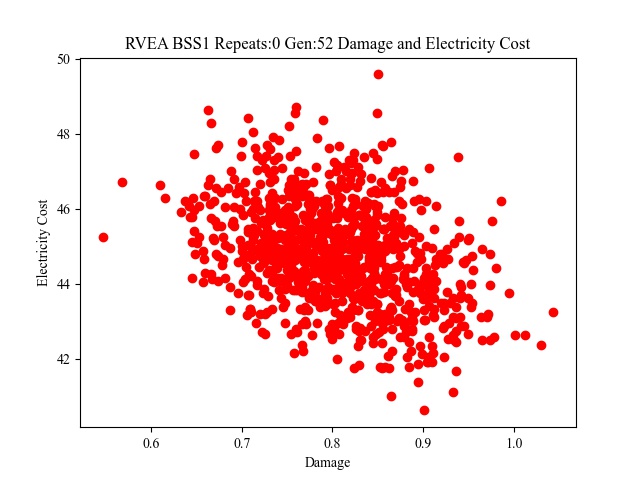 RVEA BSS1 Repeats:0 Gen:52 Damage and Electricity Cost
50
48
46
44
42
Electricity Cost
0.6 0.7 0.8 0.9 1.0
Damage